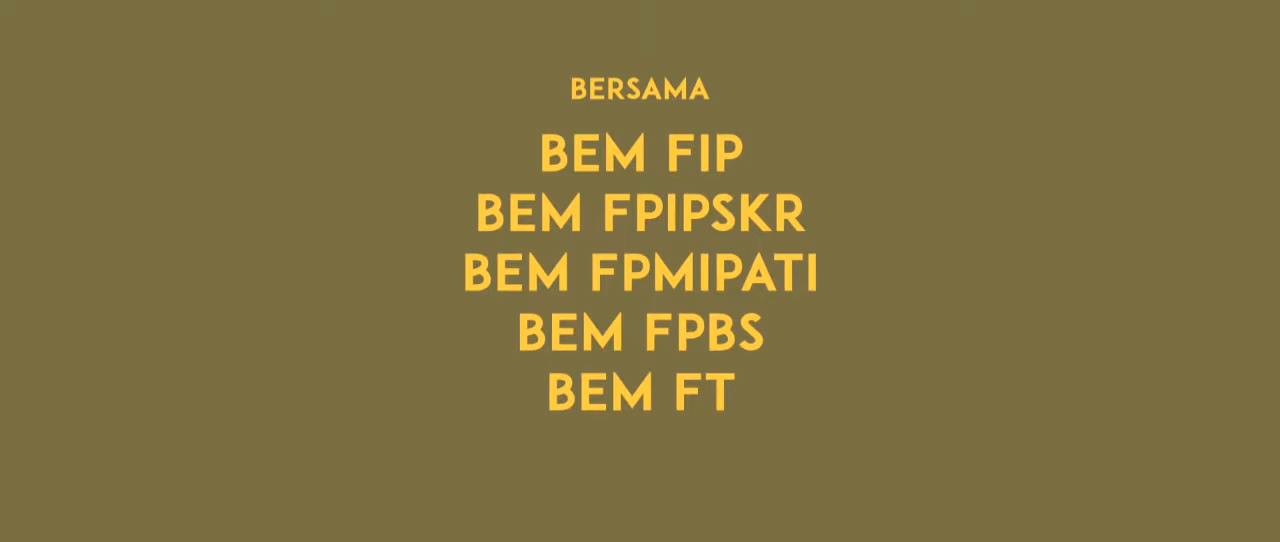 BERSAMA
BEM FIP
BEM FPIPSKR
BEM FPMIPATI
BEM FPBS
BEM FT